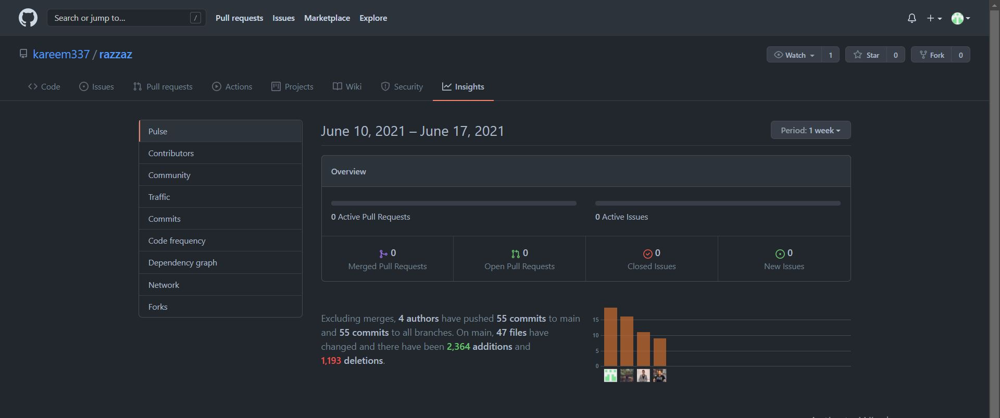 Search or jump to... /
Pull requests Issues Marketplace Explore
kareem337 / razzaz
Watch 1 Star 0 Fork 0
Code Issues Pull requests Actions Projects Wiki Security Insights
Pulse
Contributors
Community
Traffic
Commits
Code frequency
Dependency graph
Network
Forks
June 10, 2021 – June 17, 2021
Period: 1 week
Overview
0 Active Pull Requests
0 Active Issues
0
Merged Pull Requests
0
Open Pull Requests
0
Closed Issues
0
New Issues
Excluding merges, 4 authors have pushed 55 commits to main
and 55 commits to all branches. On main, 47 files have
changed and there have been 2,364 additions and
1,193 deletions.
15
10
5
0